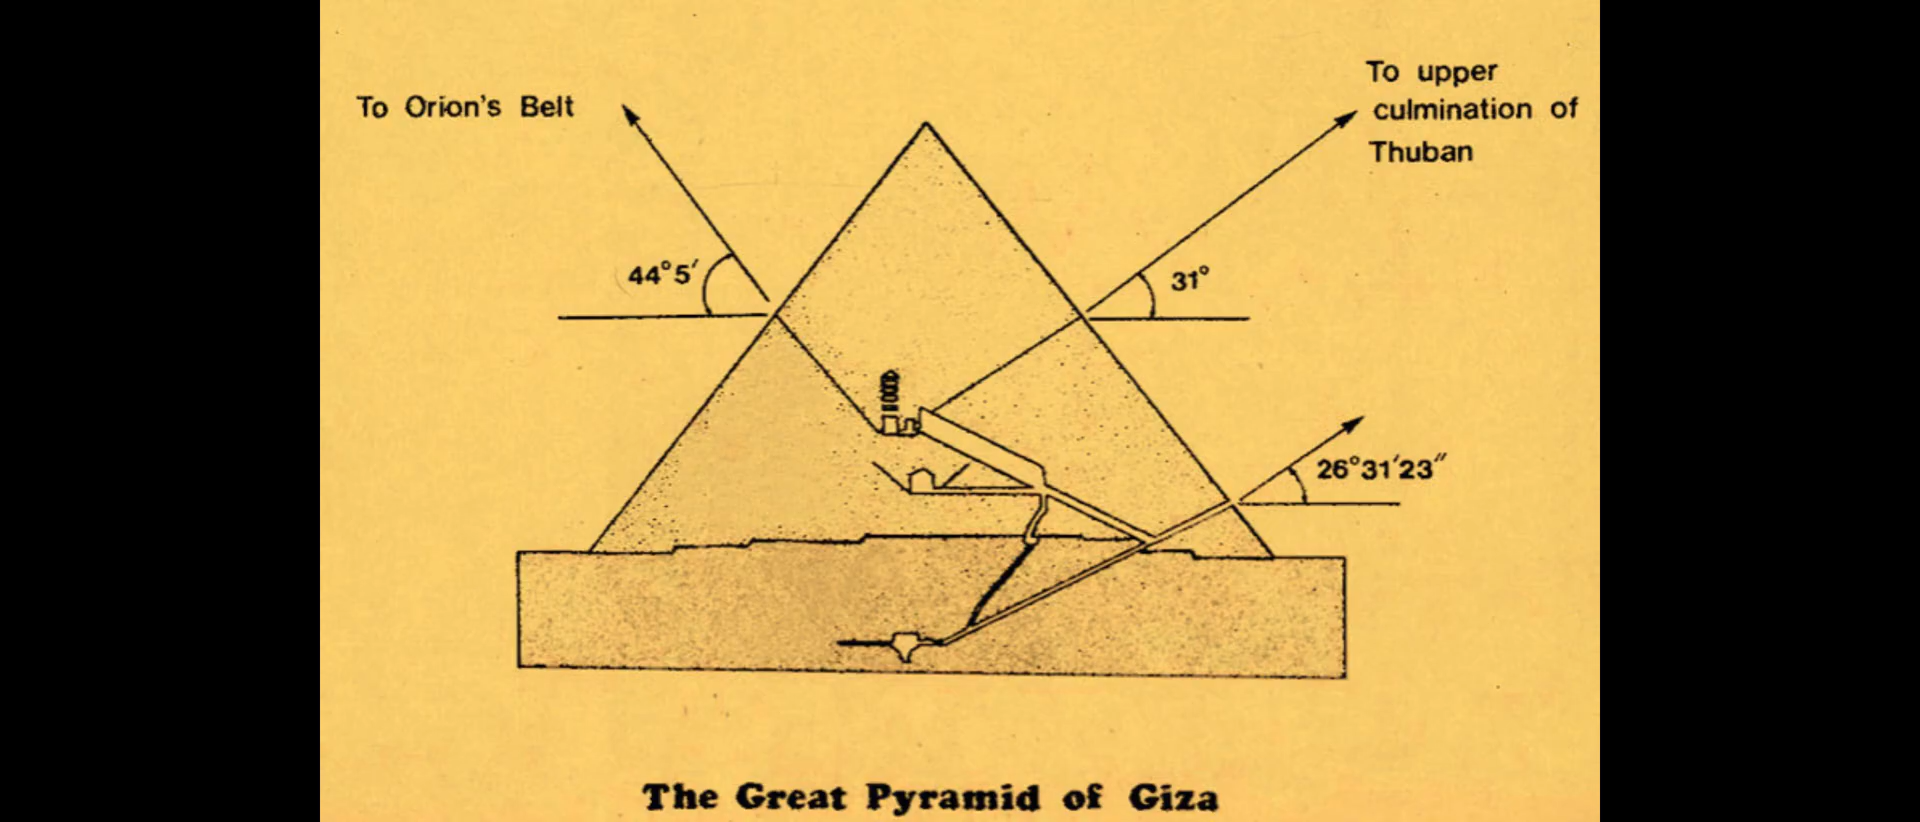 To Orion's Belt
To upper
culmination of
Thuban
44°5′
31°
26°31′23″
The Great Pyramid of Giza